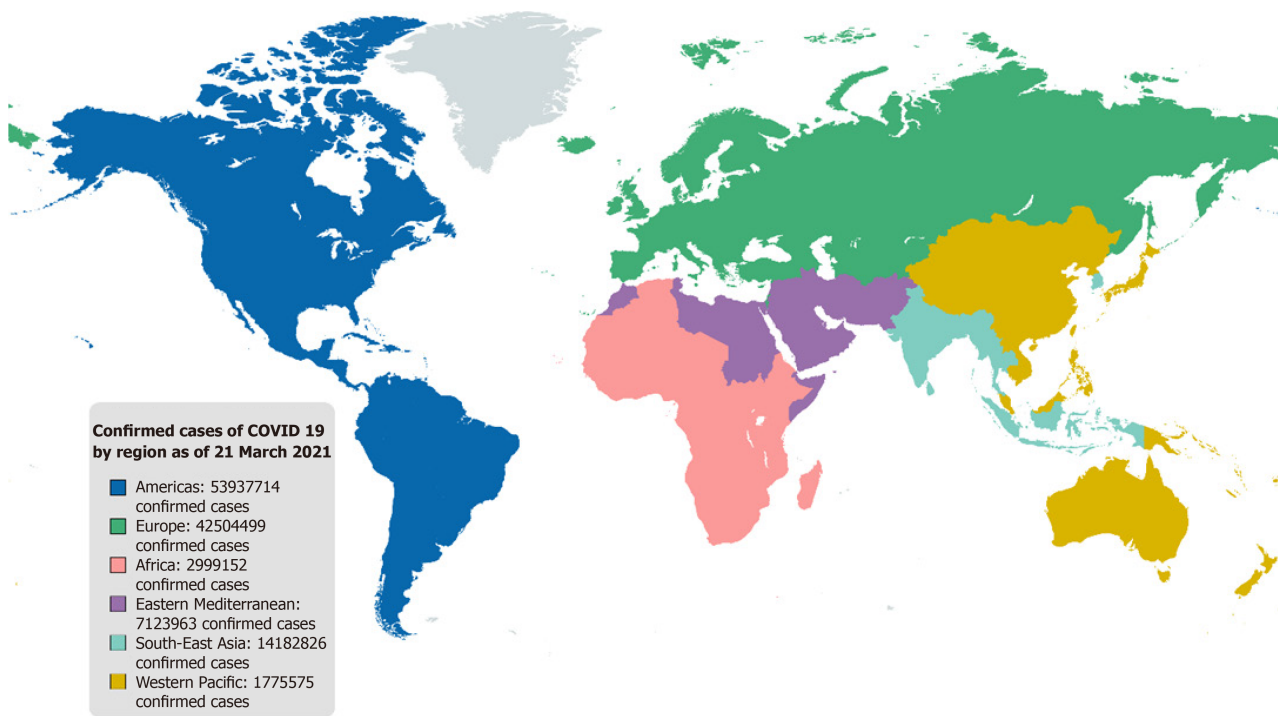 Confirmed cases of COVID 19
by region as of 21 March 2021
Americas: 53937714
confirmed cases
Europe: 42504499
confirmed cases
Africa: 2999152
confirmed cases
Eastern Mediterranean:
7123963 confirmed cases
South-East Asia: 14182826
confirmed cases
Western Pacific: 1775575
confirmed cases